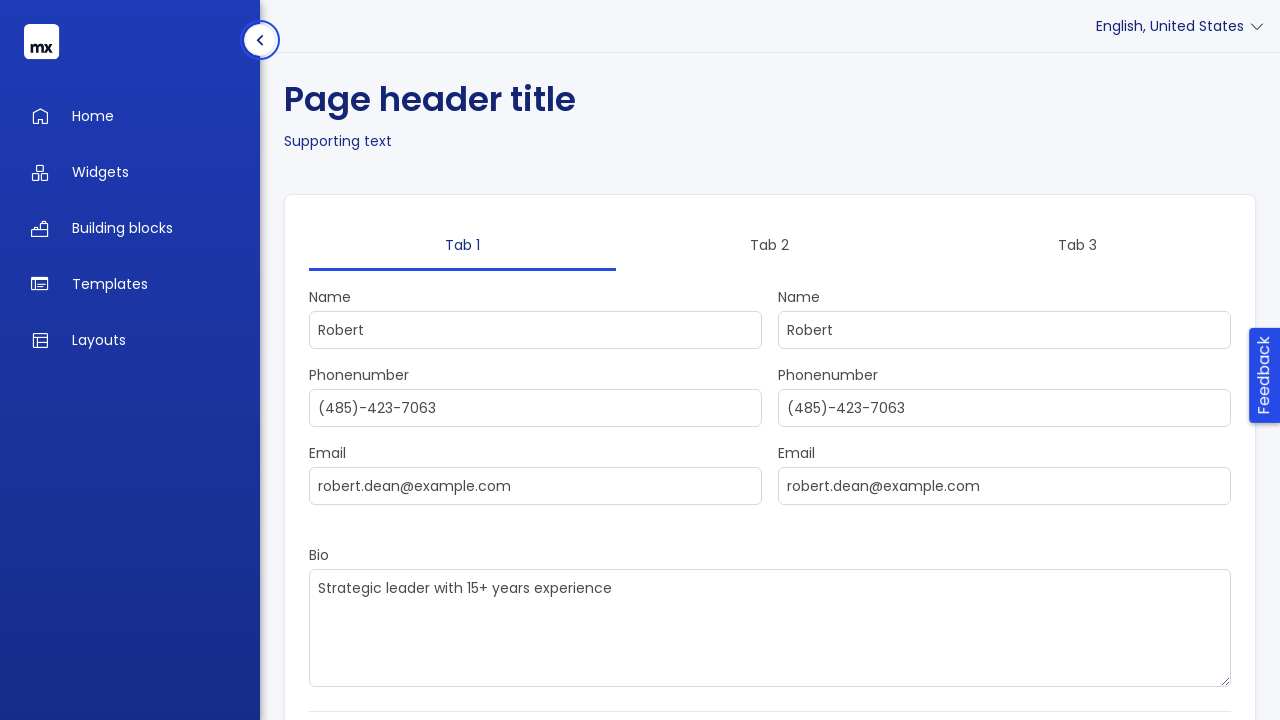 mx
Home
Widgets
Building blocks
Templates
Layouts
English, United States
Page header title
Supporting text
Tab 1
Tab 2
Tab 3
Name
Robert
Name
Robert
Phonenumber
(485)-423-7063
Phonenumber
(485)-423-7063
Email
robert.dean@example.com
Email
robert.dean@example.com
Bio
Strategic leader with 15+ years experience
Feedback